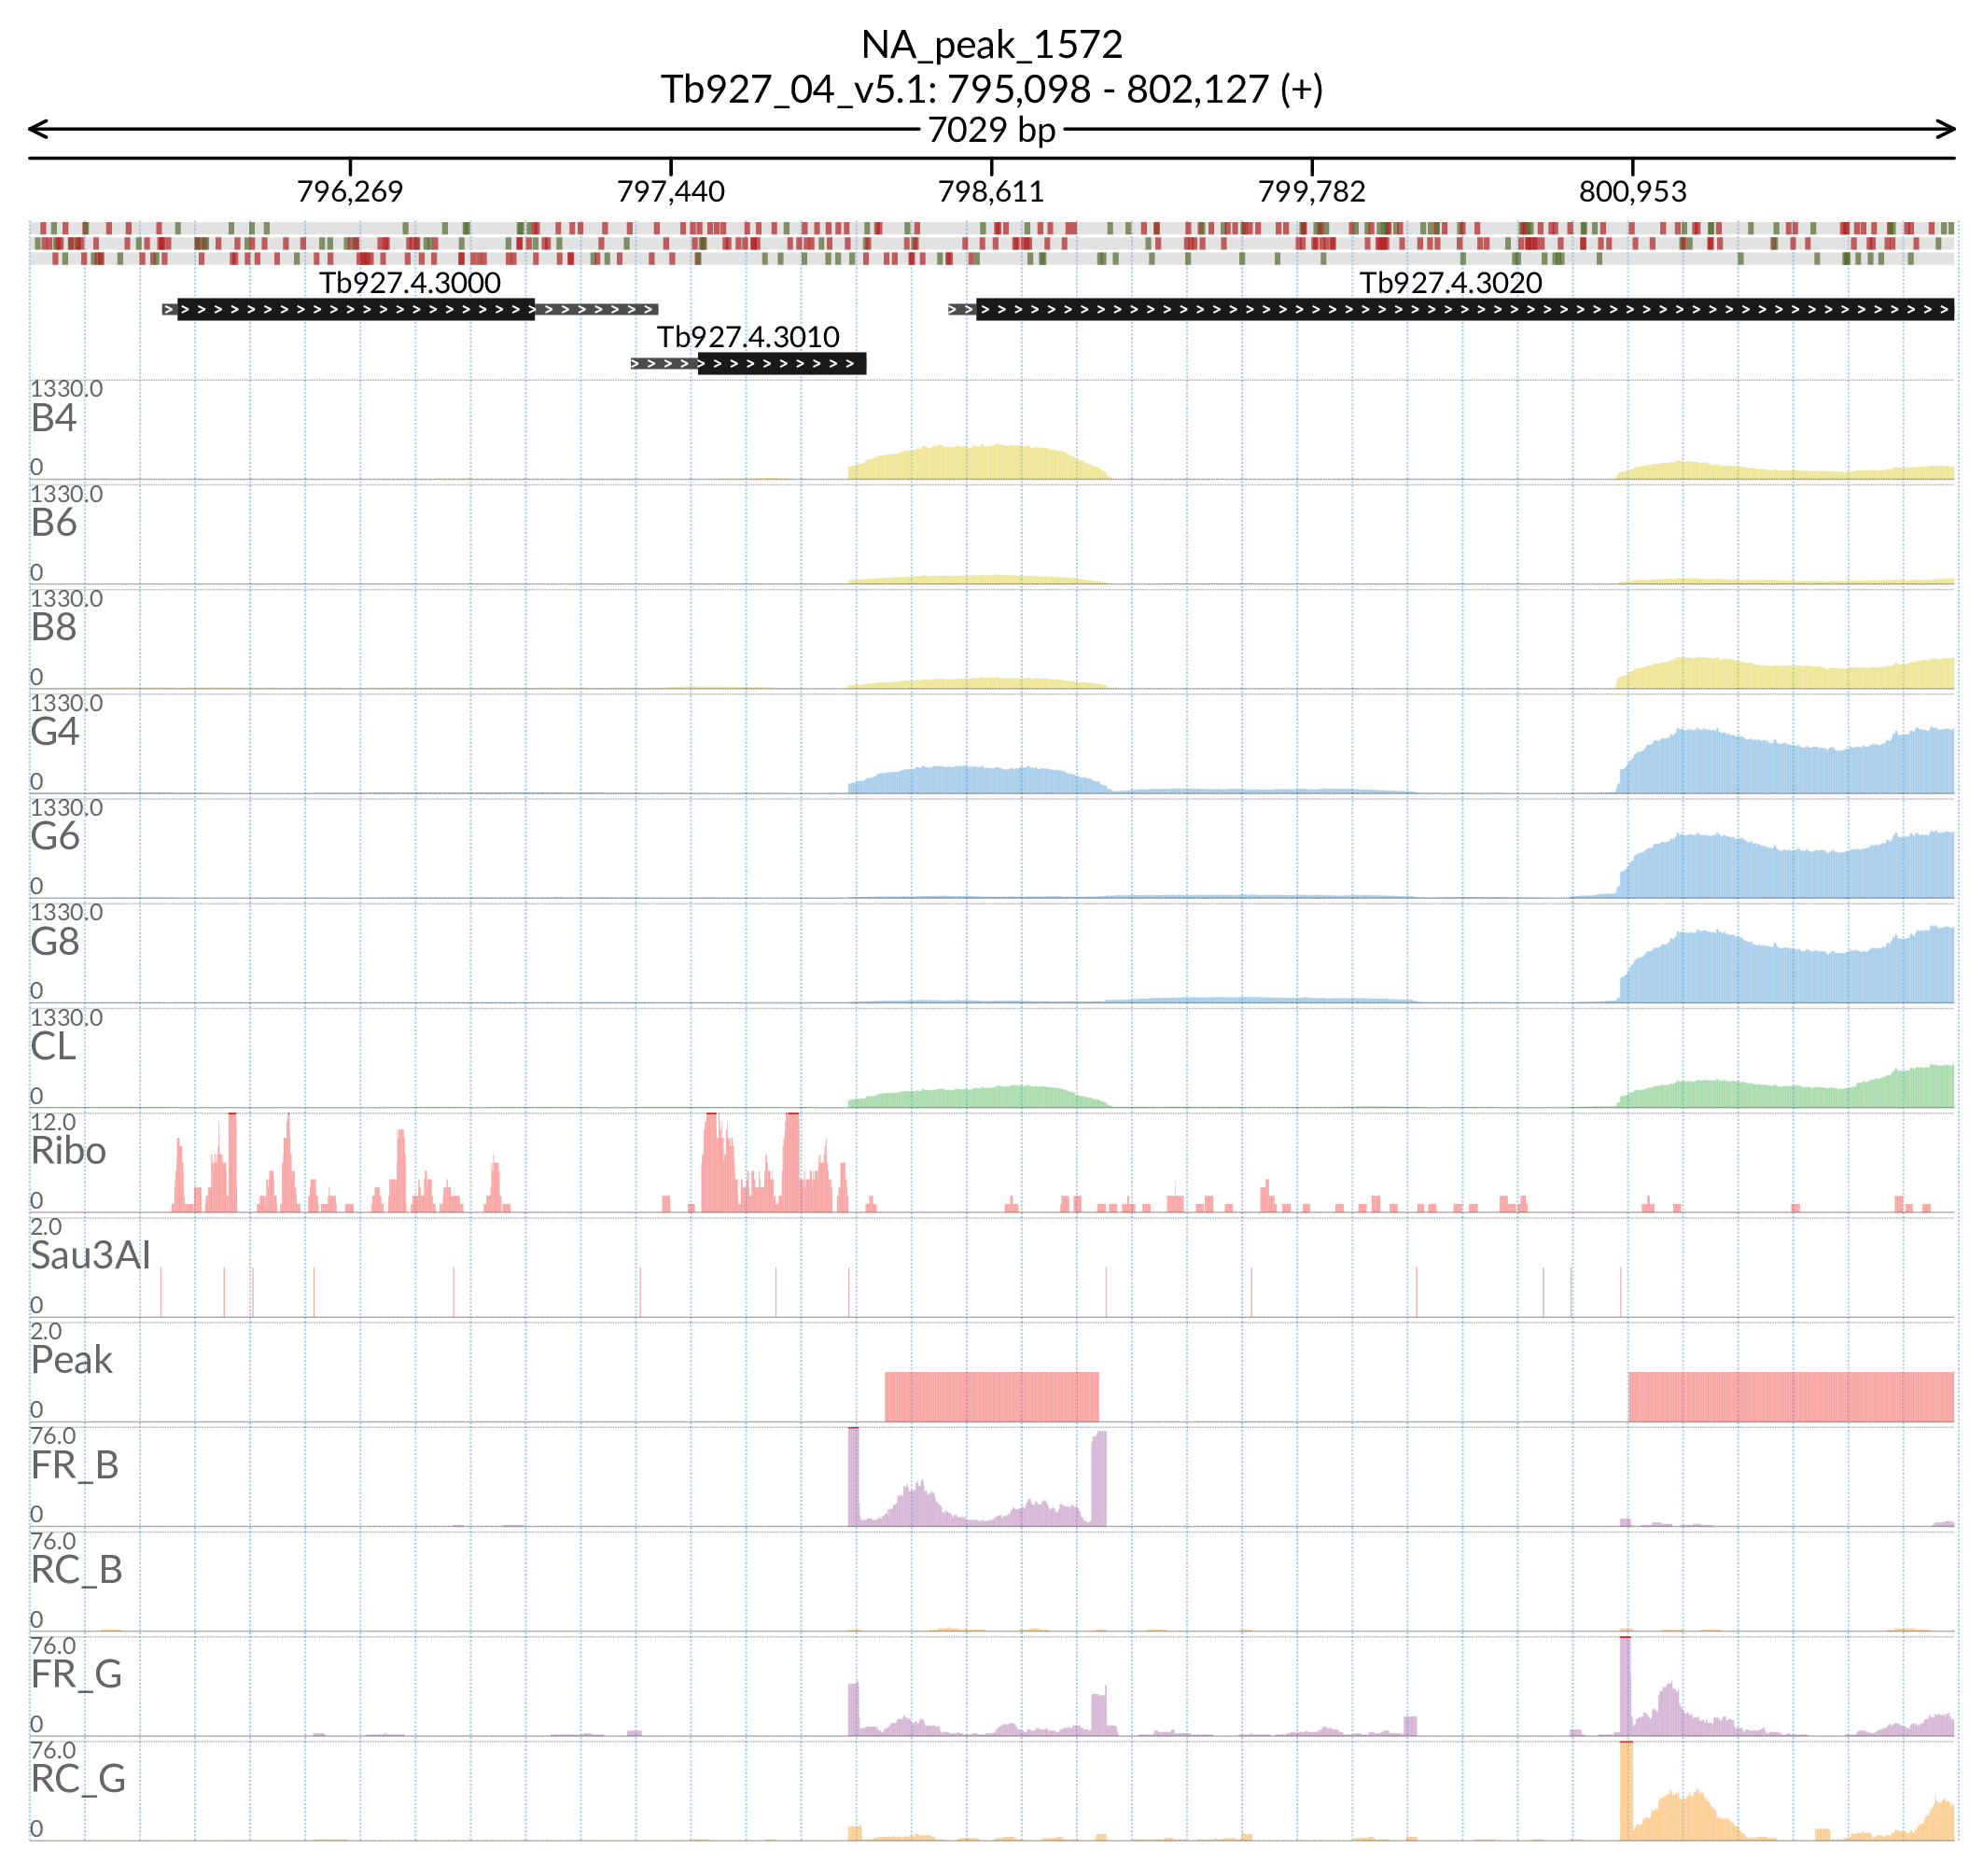 NA_peak_1572
Tb927_04_v5.1: 795,098 - 802,127 (+)
7029 bp
796,269 797,440 798,611 799,782 800,953
Tb927.4.3000 Tb927.4.3020
Tb927.4.3010
1330.0
B4
0
1330.0
B6
0
1330.0
B8
0
1330.0
G4
0
1330.0
G6
0
1330.0
G8
0
1330.0
CL
0
12.0
Ribo
0
2.0
Sau3AI
0
2.0
Peak
0
76.0
FR_B
0
76.0
RC_B
0
76.0
FR_G
0
76.0
RC_G
0